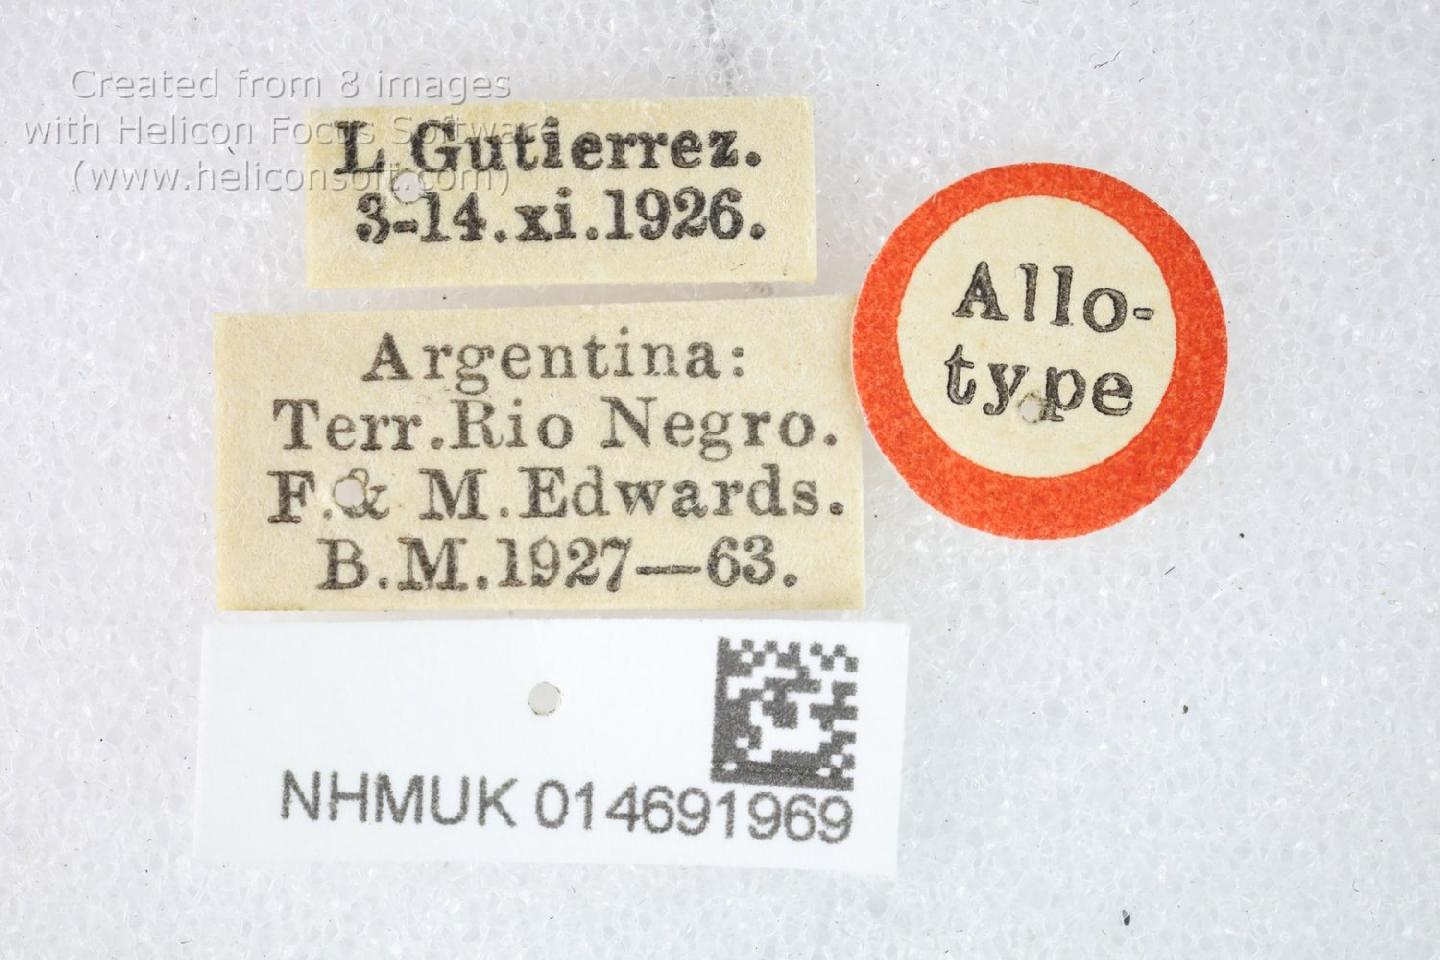 Created from 8 images
with Helicon Focus Software
(www.heliconsoft.com)
L Gutierrez.
3-14.xi.1926.
Allo-
type
Argentina:
Terr.Rio Negro.
F.& M.Edwards.
B.M.1927—63.
NHMUK 014691969